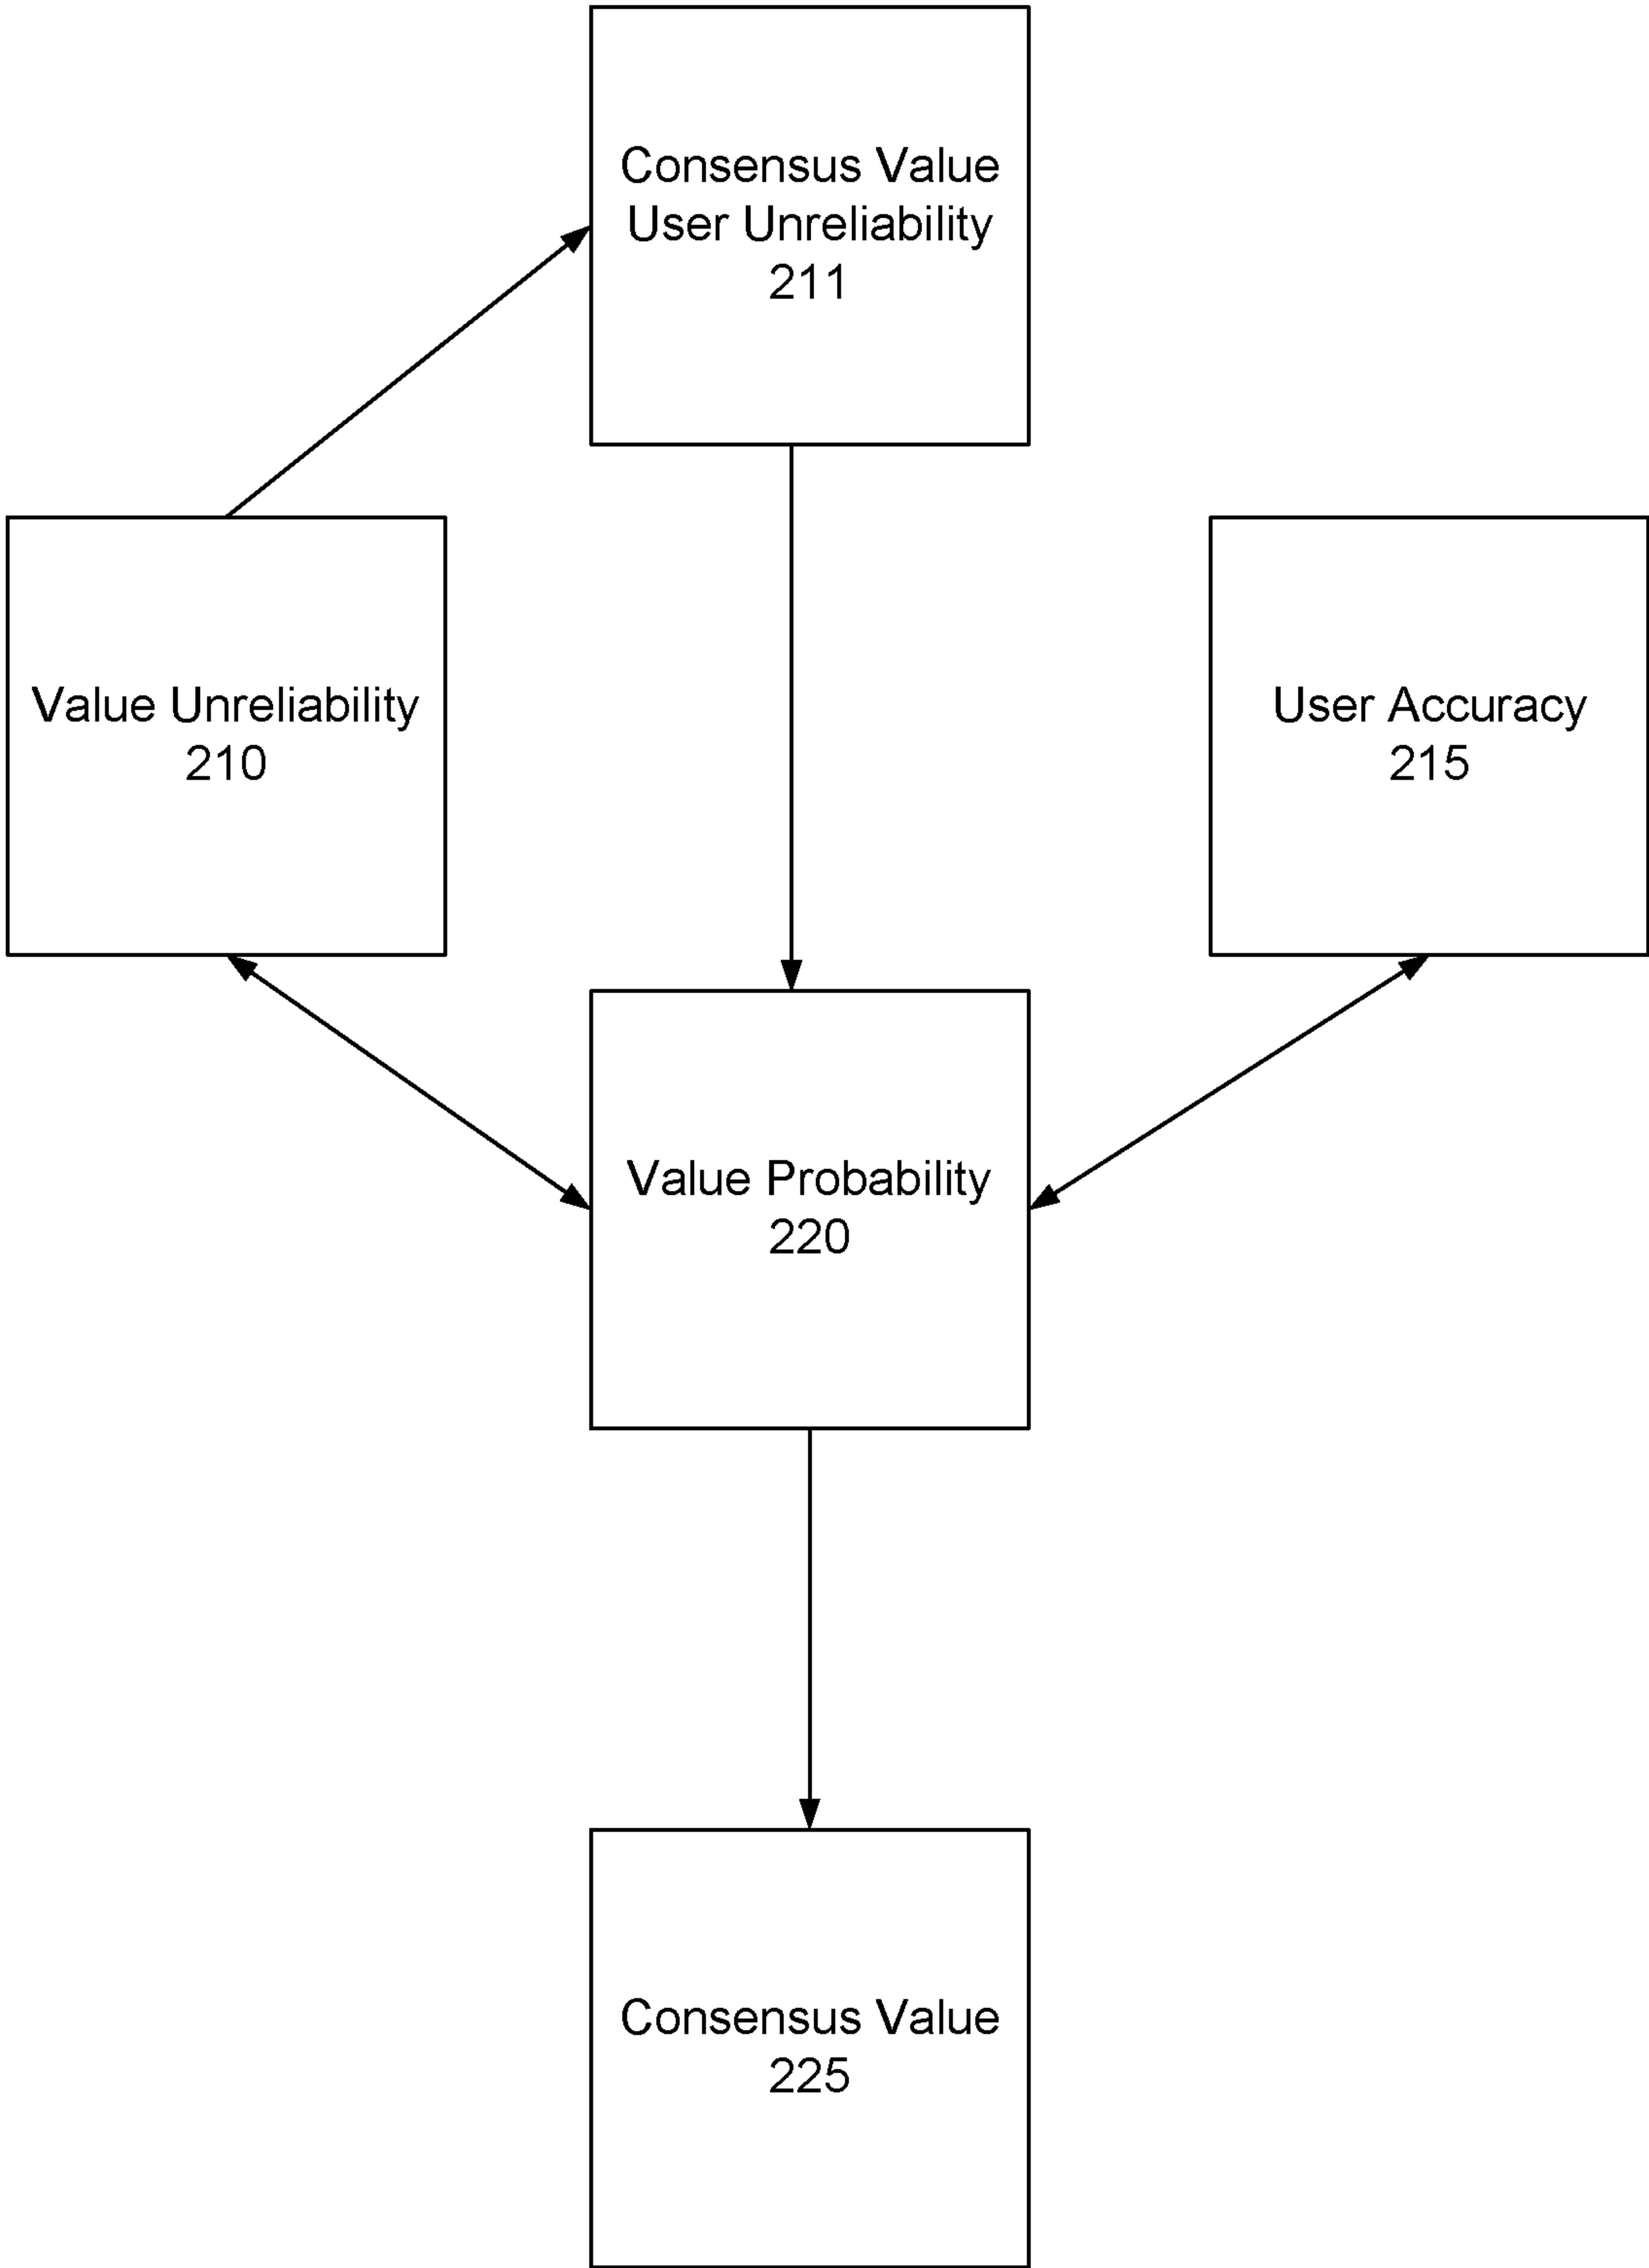 Consensus Value
User Unreliability
211
Value Unreliability
210
User Accuracy
215
Value Probability
220
Consensus Value
225